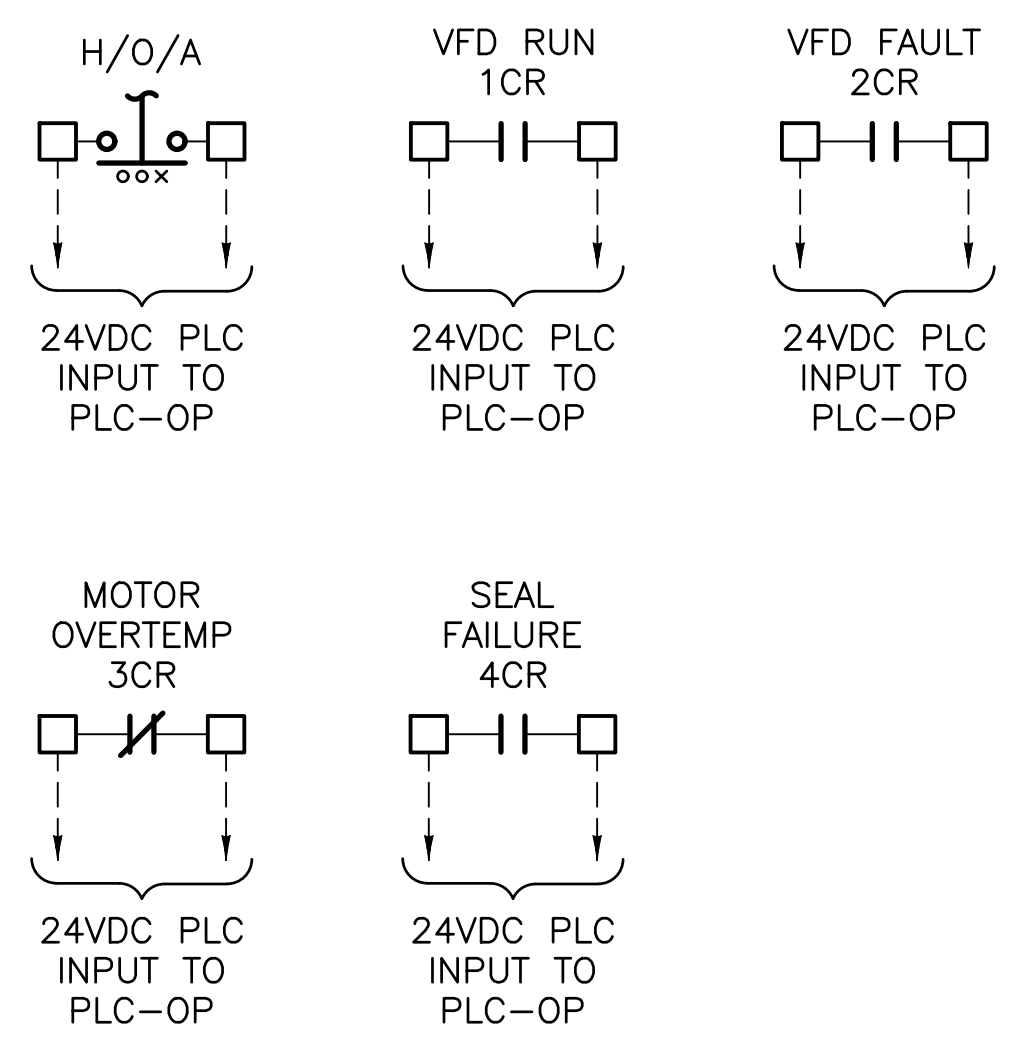 H/O/A
OOX
24VDC PLC
INPUT TO
PLC-OP
VFD RUN
1CR
24VDC PLC
INPUT TO
PLC-OP
VFD FAULT
2CR
24VDC PLC
INPUT TO
PLC-OP
MOTOR
OVERTEMP
3CR
24VDC PLC
INPUT TO
PLC-OP
SEAL
FAILURE
4CR
24VDC PLC
INPUT TO
PLC-OP